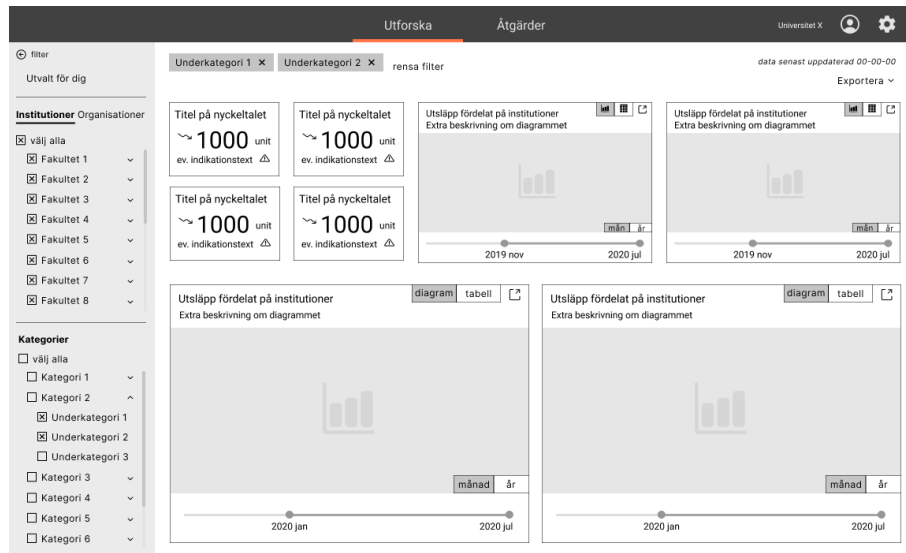 Utforska
Åtgärder
Universitet X
filter
Utvalt för dig
Institutioner Organisationer
välj alla
Fakultet 1
Fakultet 2
Fakultet 3
Fakultet 4
Fakultet 5
Fakultet 6
Fakultet 7
Fakultet 8
Kategorier
välj alla
Kategori 1
Kategori 2
Underkategori 1
Underkategori 2
Underkategori 3
Kategori 3
Kategori 4
Kategori 5
Kategori 6
Underkategori 1 ×
Underkategori 2 ×
rensa filter
data senast uppdaterad 00-00-00
Exportera
Titel på nyckeltalet
1000 unit
ev. indikationstext
Titel på nyckeltalet
1000 unit
ev. indikationstext
Titel på nyckeltalet
1000 unit
ev. indikationstext
Titel på nyckeltalet
1000 unit
ev. indikationstext
Utsläpp fördelat på institutioner
Extra beskrivning om diagrammet
mån år
2019 nov 2020 jul
Utsläpp fördelat på institutioner
Extra beskrivning om diagrammet
mån år
2019 nov 2020 jul
Utsläpp fördelat på institutioner
diagram tabell
Extra beskrivning om diagrammet
månad år
2020 jan 2020 jul
Utsläpp fördelat på institutioner
diagram tabell
Extra beskrivning om diagrammet
månad år
2020 jan 2020 jul